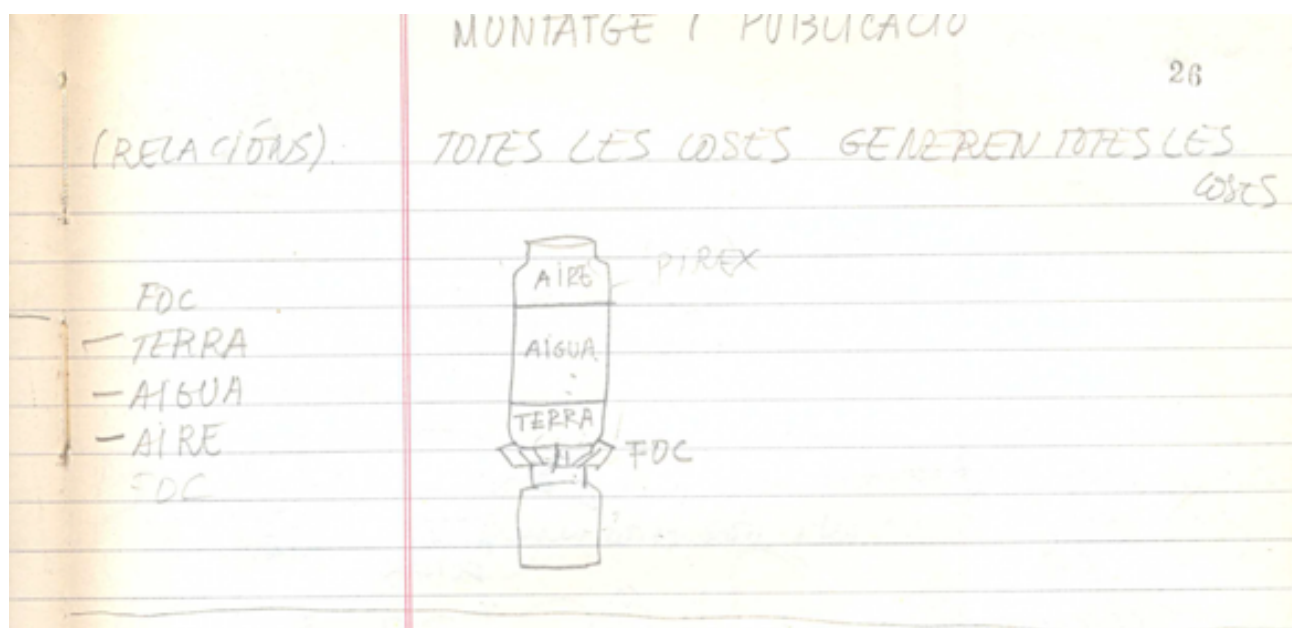 MUNTATGE I PUBLICACIÓ
26
(RELACIÓNS). TOTES LES COSES GENEREN TOTES LES
COSES
FOC
– TERRA
– AIGUA
– AIRE
FOC
AIRE
PIREX
AIGUA
TERRA
FOC